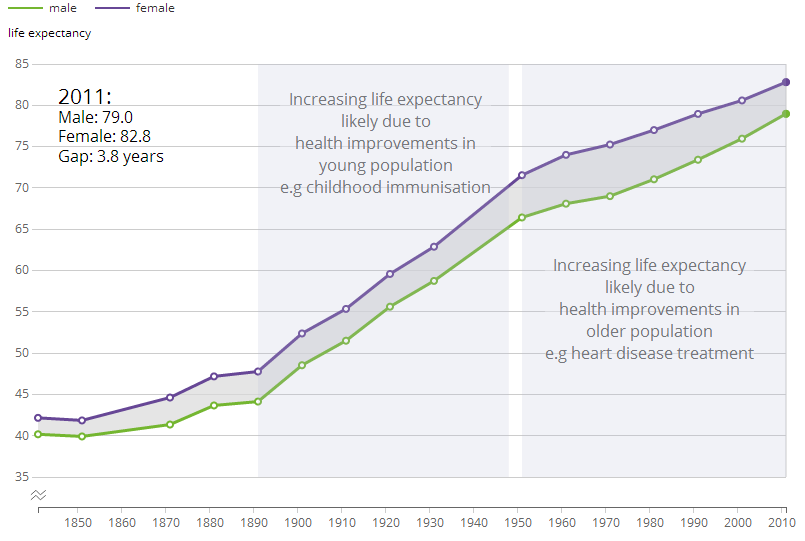 male female
life expectancy
85
80
75
70
65
60
55
50
45
40
35
2011:
Male: 79.0
Female: 82.8
Gap: 3.8 years
Increasing life expectancy
likely due to
health improvements in
young population
e.g childhood immunisation
Increasing life expectancy
likely due to
health improvements in
older population
e.g heart disease treatment
1850 1860 1870 1880 1890 1900 1910 1920 1930 1940 1950 1960 1970 1980 1990 2000 2010